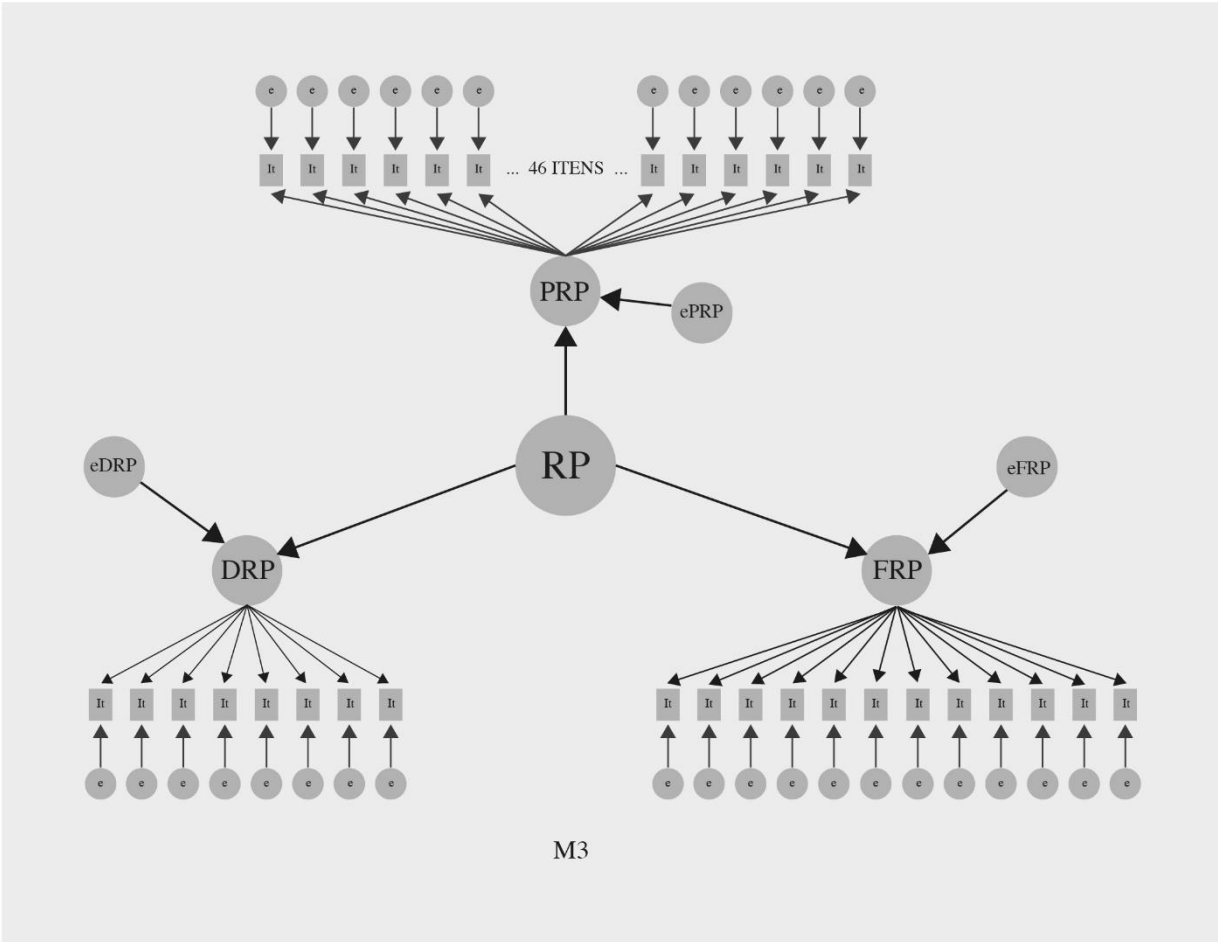 e e e e e e e e e e e e
It It It It It It ... 46 ITENS ... It It It It It It
PRP
ePRP
RP
eDRP
eFRP
DRP
FRP
It It It It It It It It It It It It It It It It It It It It
e e e e e e e e e e e e e e e e e e e e
M3